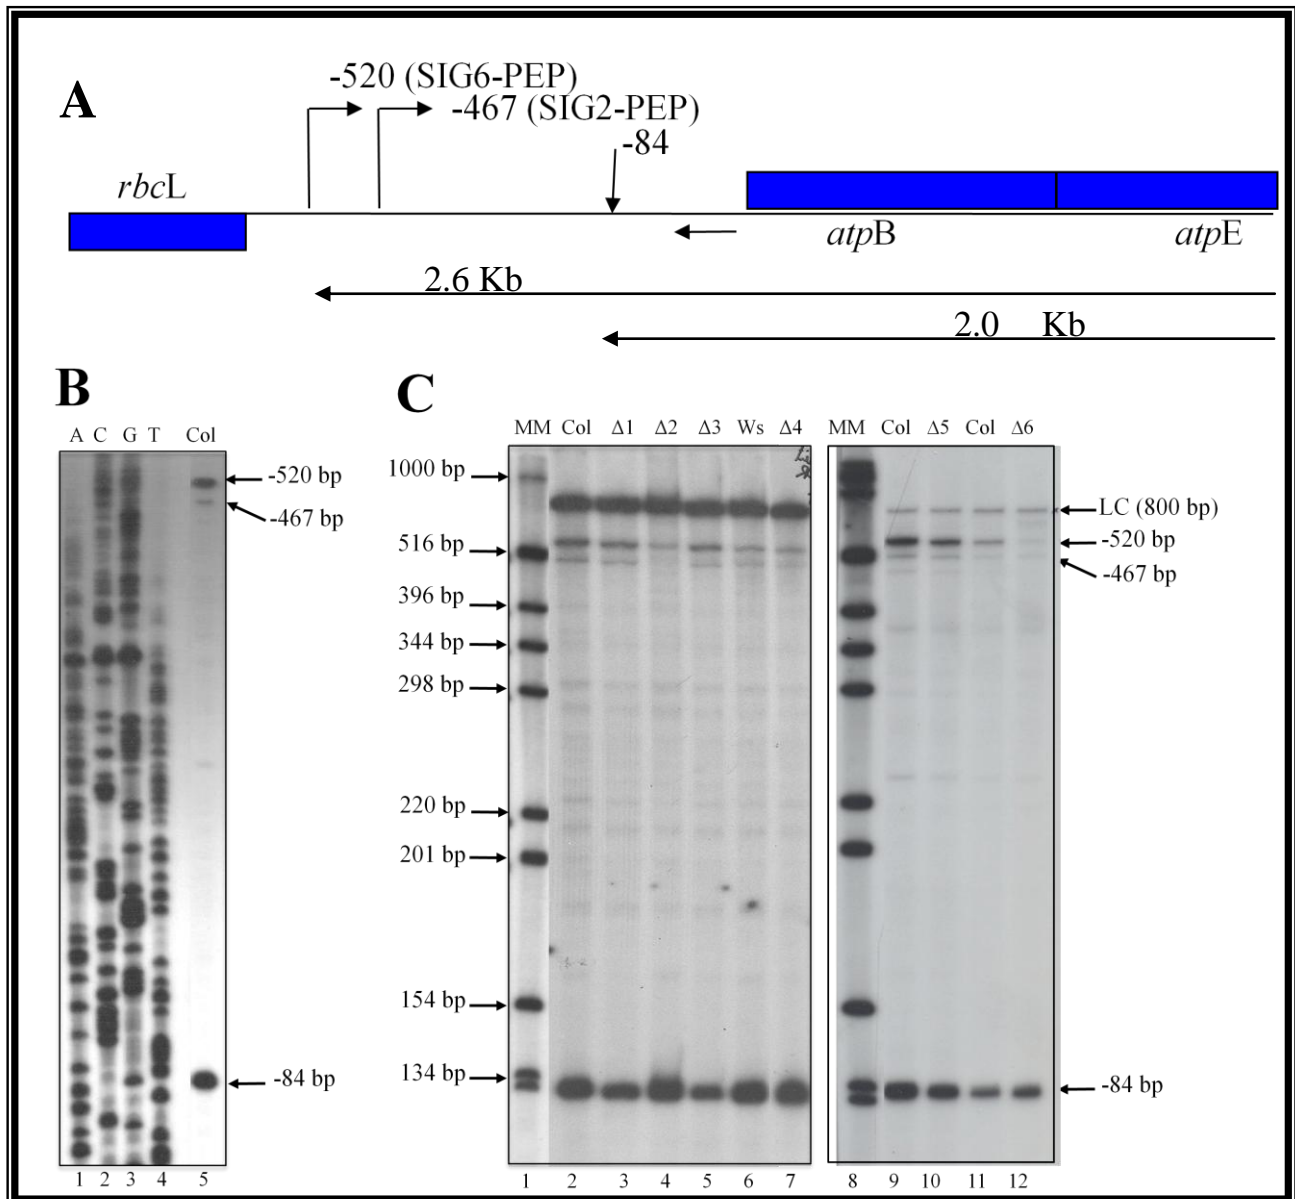 A
-520 (SIG6-PEP)
-467 (SIG2-PEP)
-84
rbcL
atpB
atpE
2.6 Kb
2.0 Kb
B
A C G T Col
-520 bp
-467 bp
-84 bp
1 2 3 4 5
C
MM Col Δ1 Δ2 Δ3 Ws Δ4
MM Col Δ5 Col Δ6
1000 bp
516 bp
396 bp
344 bp
298 bp
220 bp
201 bp
154 bp
134 bp
LC (800 bp)
-520 bp
-467 bp
-84 bp
1 2 3 4 5 6 7
8 9 10 11 12